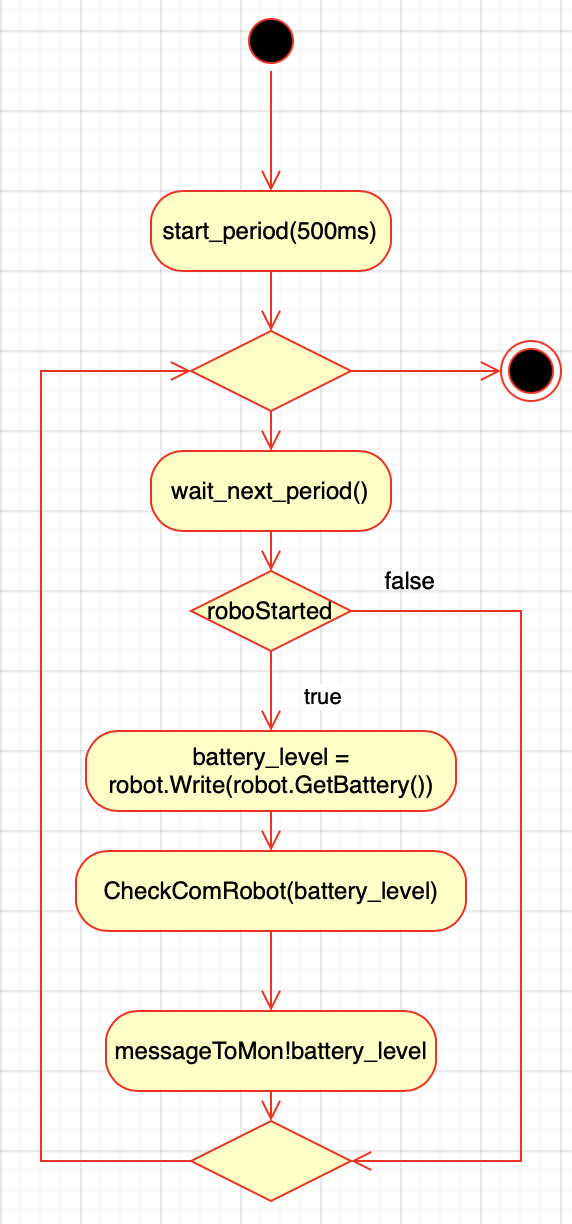 start_period(500ms)
wait_next_period()
roboStarted
false
true
battery_level =
robot.Write(robot.GetBattery())
CheckComRobot(battery_level)
messageToMon!battery_level